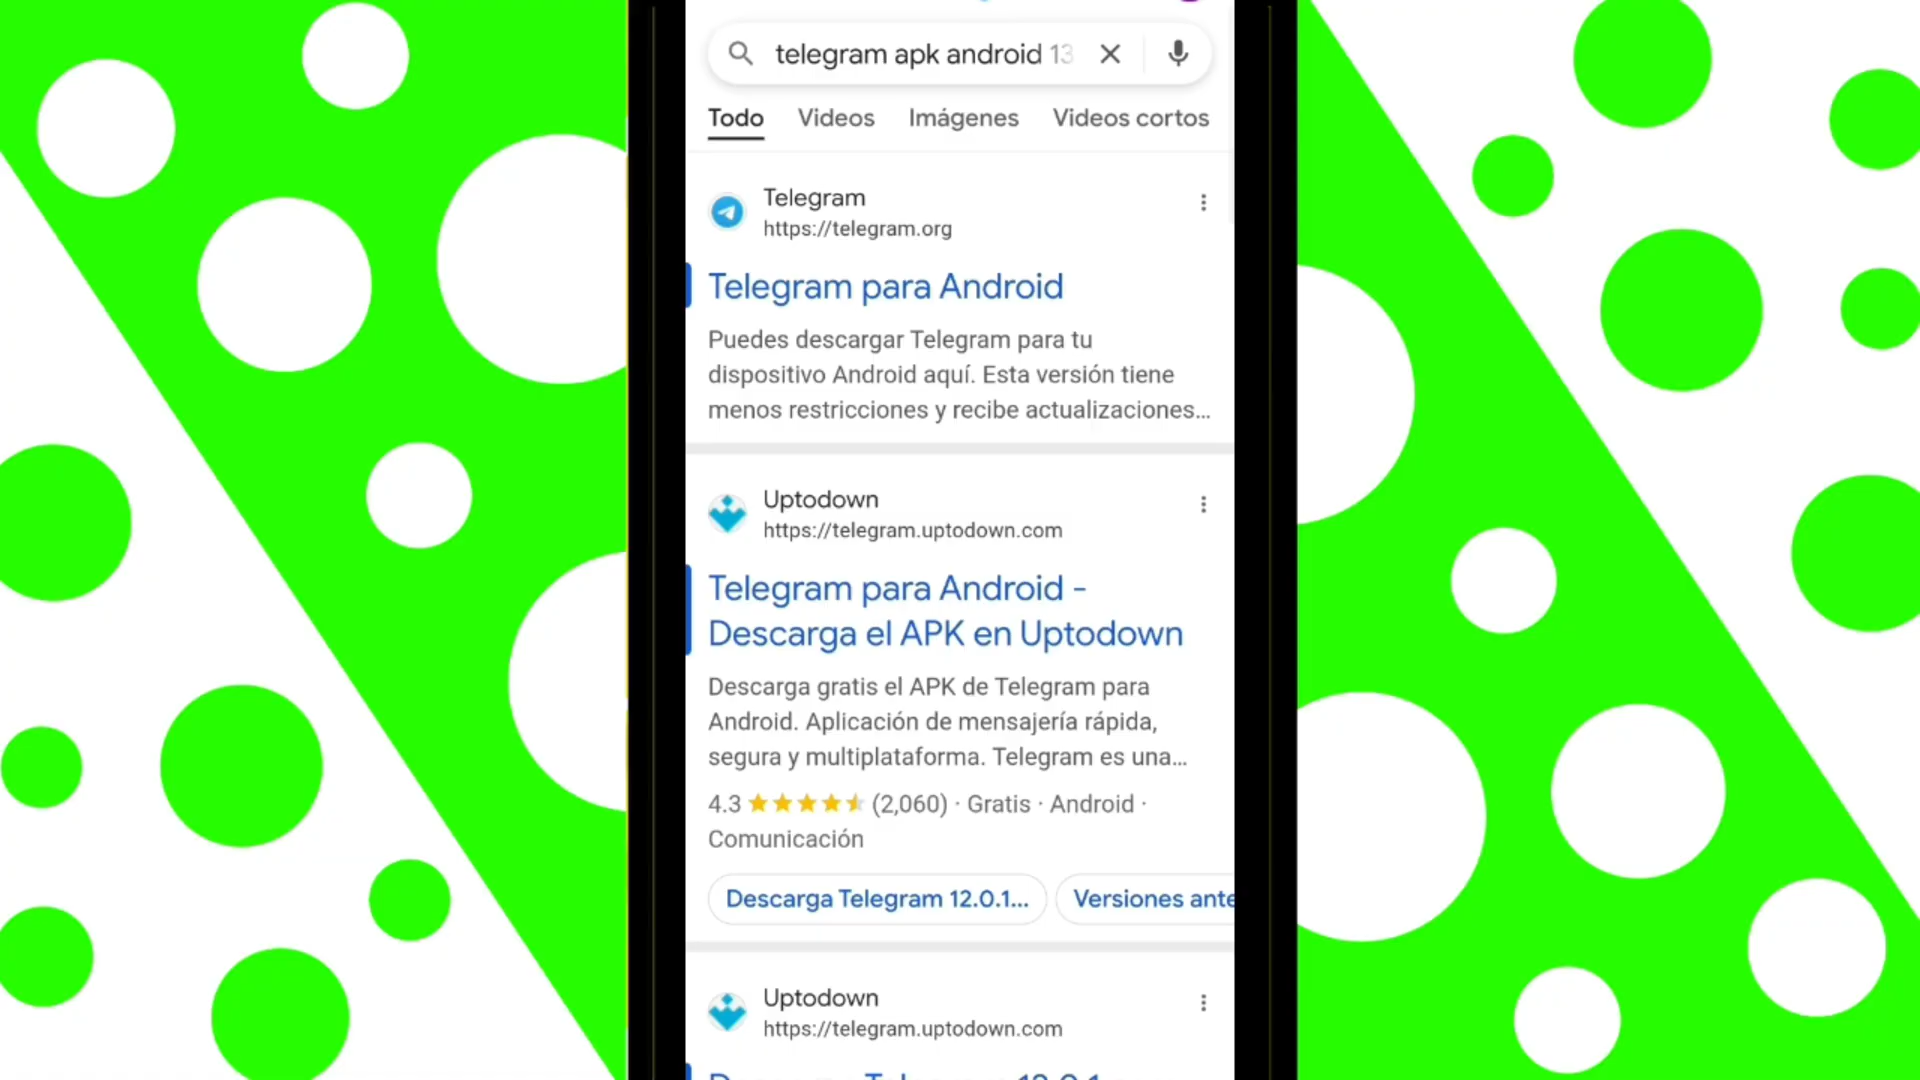 telegram apk android 13
Todo Videos Imágenes Videos cortos
Telegram
https://telegram.org
Telegram para Android
Puedes descargar Telegram para tu
dispositivo Android aquí. Esta versión tiene
menos restricciones y recibe actualizaciones...
Uptodown
https://telegram.uptodown.com
Telegram para Android -
Descarga el APK en Uptodown
Descarga gratis el APK de Telegram para
Android. Aplicación de mensajería rápida,
segura y multiplataforma. Telegram es una...
4.3 (2,060) · Gratis · Android ·
Comunicación
Descarga Telegram 12.0.1... Versiones ante
Uptodown
https://telegram.uptodown.com